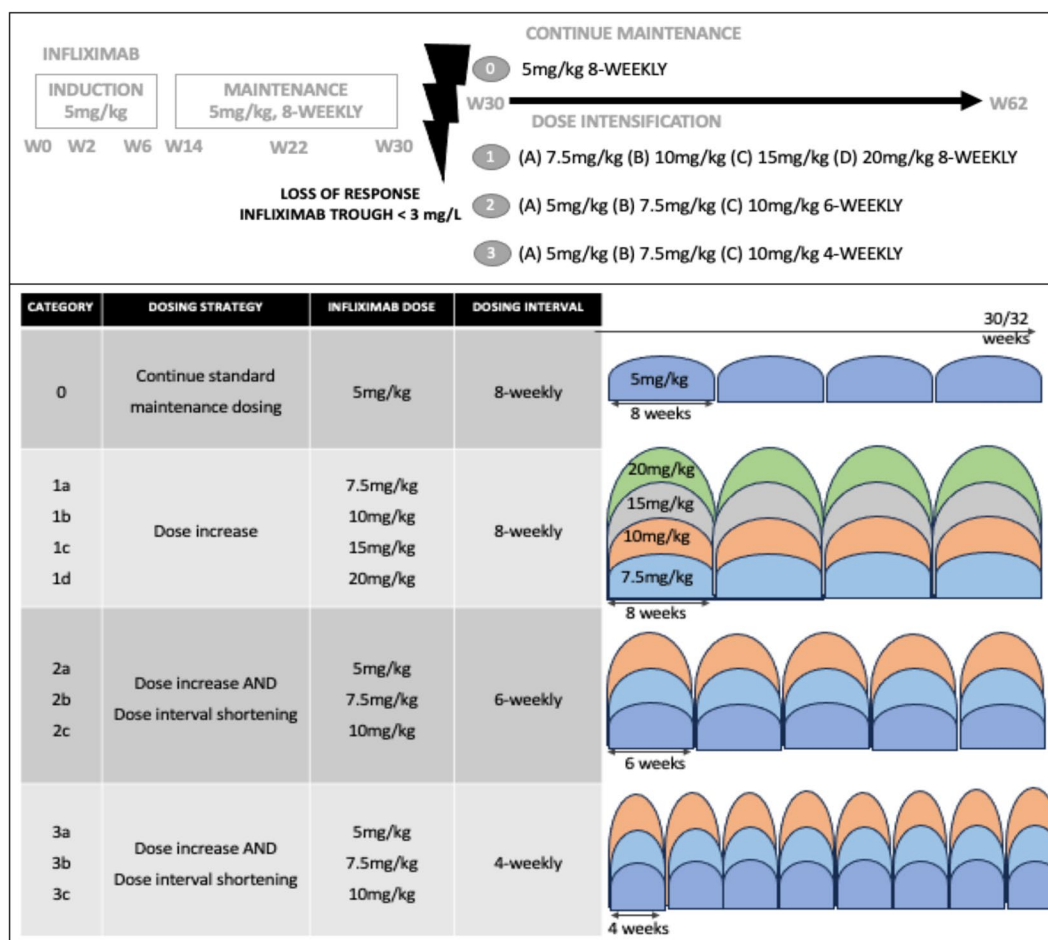 CONTINUE MAINTENANCE
INFLIXIMAB
0 5mg/kg 8-WEEKLY
INDUCTION
5mg/kg
MAINTENANCE
5mg/kg, 8-WEEKLY
W30 W62
DOSE INTENSIFICATION
W0 W2 W6 W14 W22 W30
1 (A) 7.5mg/kg (B) 10mg/kg (C) 15mg/kg (D) 20mg/kg 8-WEEKLY
LOSS OF RESPONSE
INFLIXIMAB TROUGH < 3 mg/L
2 (A) 5mg/kg (B) 7.5mg/kg (C) 10mg/kg 6-WEEKLY
3 (A) 5mg/kg (B) 7.5mg/kg (C) 10mg/kg 4-WEEKLY
CATEGORY DOSING STRATEGY INFLIXIMAB DOSE DOSING INTERVAL
30/32
weeks
0
Continue standard
maintenance dosing
5mg/kg
8-weekly
5mg/kg
8 weeks
1a
1b
1c
1d
Dose increase
7.5mg/kg
10mg/kg
15mg/kg
20mg/kg
8-weekly
20mg/kg
15mg/kg
10mg/kg
7.5mg/kg
8 weeks
2a
2b
2c
Dose increase AND
Dose interval shortening
5mg/kg
7.5mg/kg
10mg/kg
6-weekly
6 weeks
3a
3b
3c
Dose increase AND
Dose interval shortening
5mg/kg
7.5mg/kg
10mg/kg
4-weekly
4 weeks